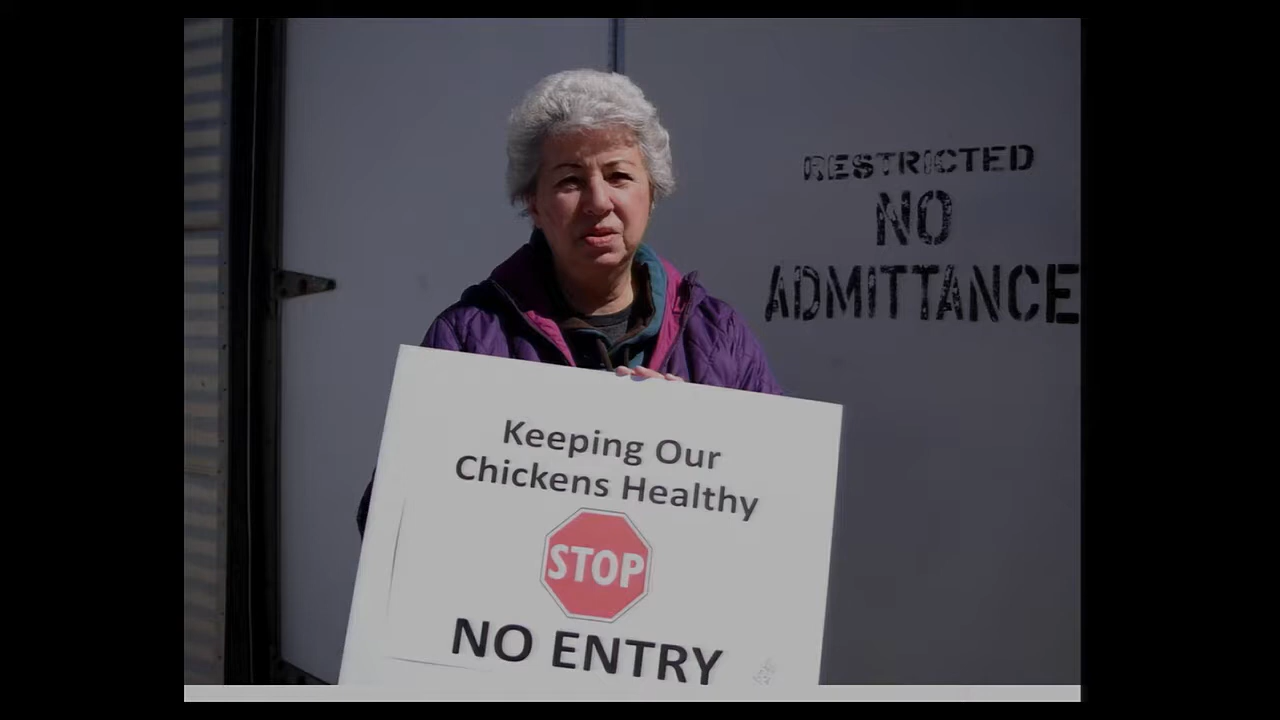 RESTRICTED
NO
ADMITTANCE
Keeping Our
Chickens Healthy
STOP
NO ENTRY